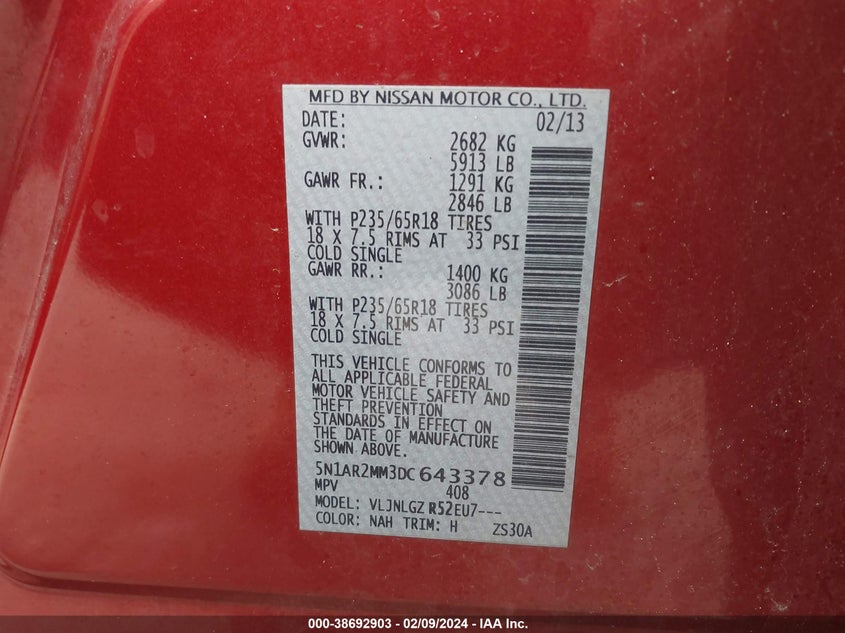 MFD BY NISSAN MOTOR CO., LTD.
DATE: 02/13
GVWR: 2682 KG
5913 LB
GAWR FR.: 1291 KG
2846 LB
WITH P235/65R18 TIRES
18 X 7.5 RIMS AT 33 PSI
COLD SINGLE
GAWR RR.: 1400 KG
3086 LB
WITH P235/65R18 TIRES
18 X 7.5 RIMS AT 33 PSI
COLD SINGLE
THIS VEHICLE CONFORMS TO
ALL APPLICABLE FEDERAL
MOTOR VEHICLE SAFETY AND
THEFT PREVENTION
STANDARDS IN EFFECT ON
THE DATE OF MANUFACTURE
SHOWN ABOVE.
5N1AR2MM3DC643378
MPV 408
MODEL: VLJNLGZ R52EU7---
COLOR: NAH TRIM: H ZS30A
000-38692903 - 02/09/2024 - IAA Inc.